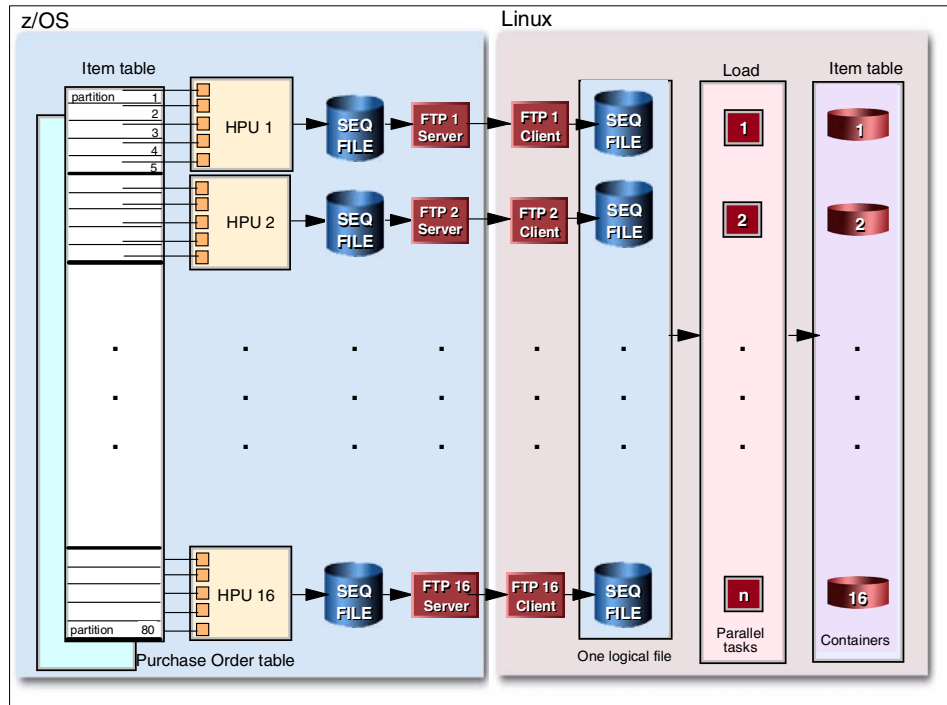 z/OS
Linux
Item table
Load
Item table
partition 1
2
3
4
5
HPU 1
SEQ
FILE
FTP 1
Server
FTP 1
Client
SEQ
FILE
1
1
HPU 2
SEQ
FILE
FTP 2
Server
FTP 2
Client
SEQ
FILE
2
2
partition 80
HPU 16
SEQ
FILE
FTP 16
Server
FTP 16
Client
SEQ
FILE
n
16
Purchase Order table
One logical file
Parallel
tasks
Containers